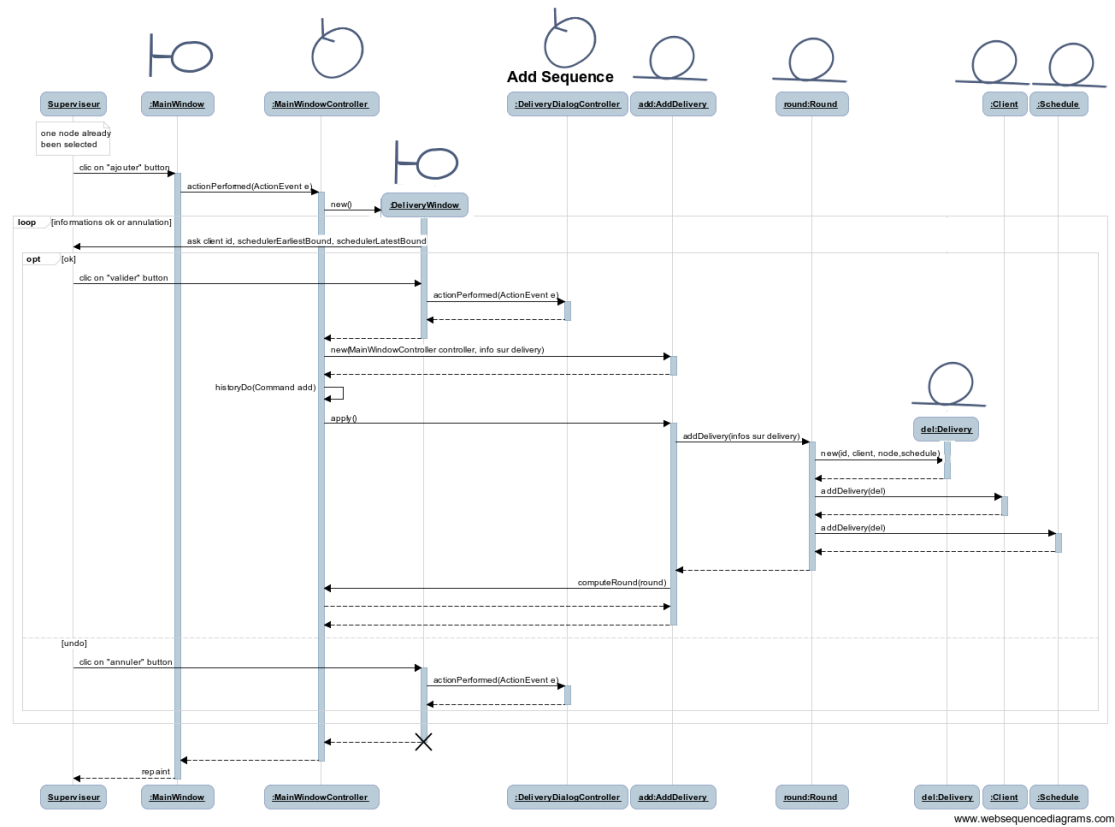 Add Sequence
Superviseur
:MainWindow
:MainWindowController
:DeliveryDialogController
add:AddDelivery
round:Round
:Client
:Schedule
one node already
been selected
clic on "ajouter" button
actionPerformed(ActionEvent e)
new()
:DeliveryWindow
loop
[informations ok or annulation]
ask client id, schedulerEarliestBound, schedulerLatestBound
opt
[ok]
clic on "valider" button
actionPerformed(ActionEvent e)
new(MainWindowController controller, info sur delivery)
historyDo(Command add)
apply()
del:Delivery
addDelivery(infos sur delivery)
new(id, client, node,schedule)
addDelivery(del)
addDelivery(del)
computeRound(round)
[undo]
clic on "annuler" button
actionPerformed(ActionEvent e)
repaint
Superviseur
:MainWindow
:MainWindowController
:DeliveryDialogController
add:AddDelivery
round:Round
del:Delivery
:Client
:Schedule
www.websequencediagrams.com